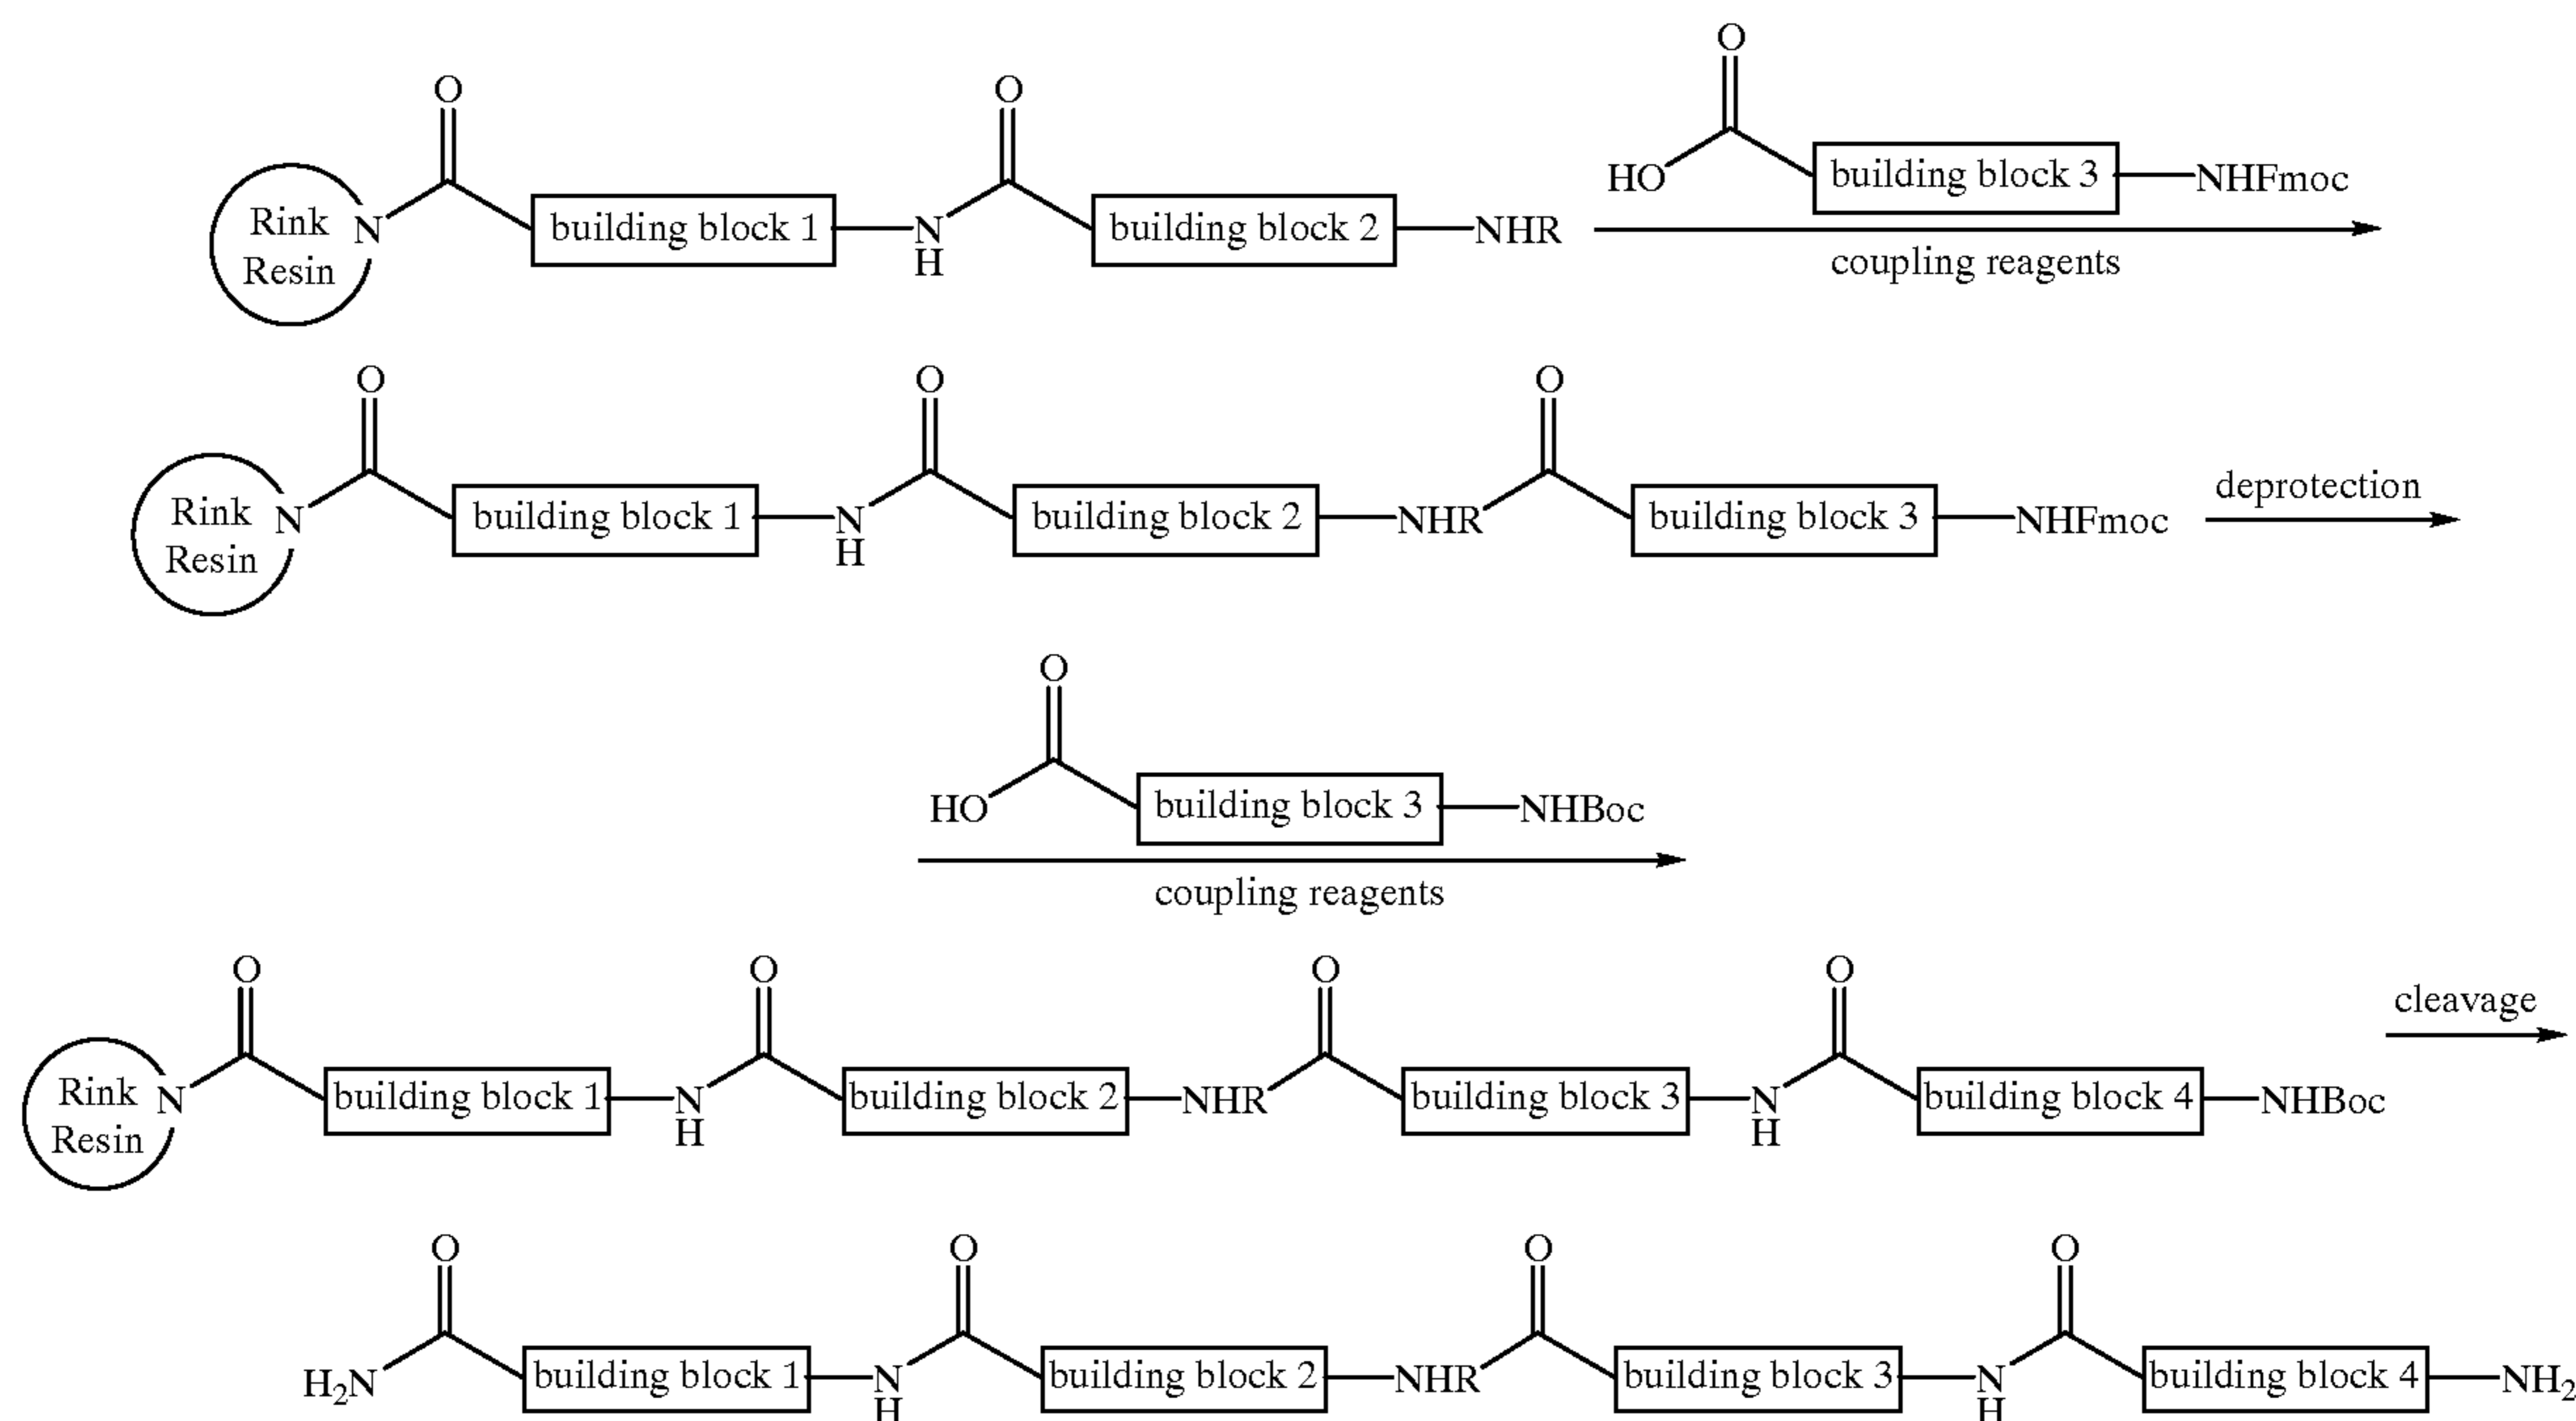 O O O
Rink Resin N building block 1 N H building block 2 NHR HO building block 3 NHFmoc
coupling reagents
O O O
Rink Resin N building block 1 N H building block 2 NHR building block 3 NHFmoc deprotection
O
HO building block 3 NHBoc
coupling reagents
O O O O
Rink Resin N building block 1 N H building block 2 NHR building block 3 N H building block 4 NHBoc cleavage
O O O O
H2N building block 1 N H building block 2 NHR building block 3 N H building block 4 NH2